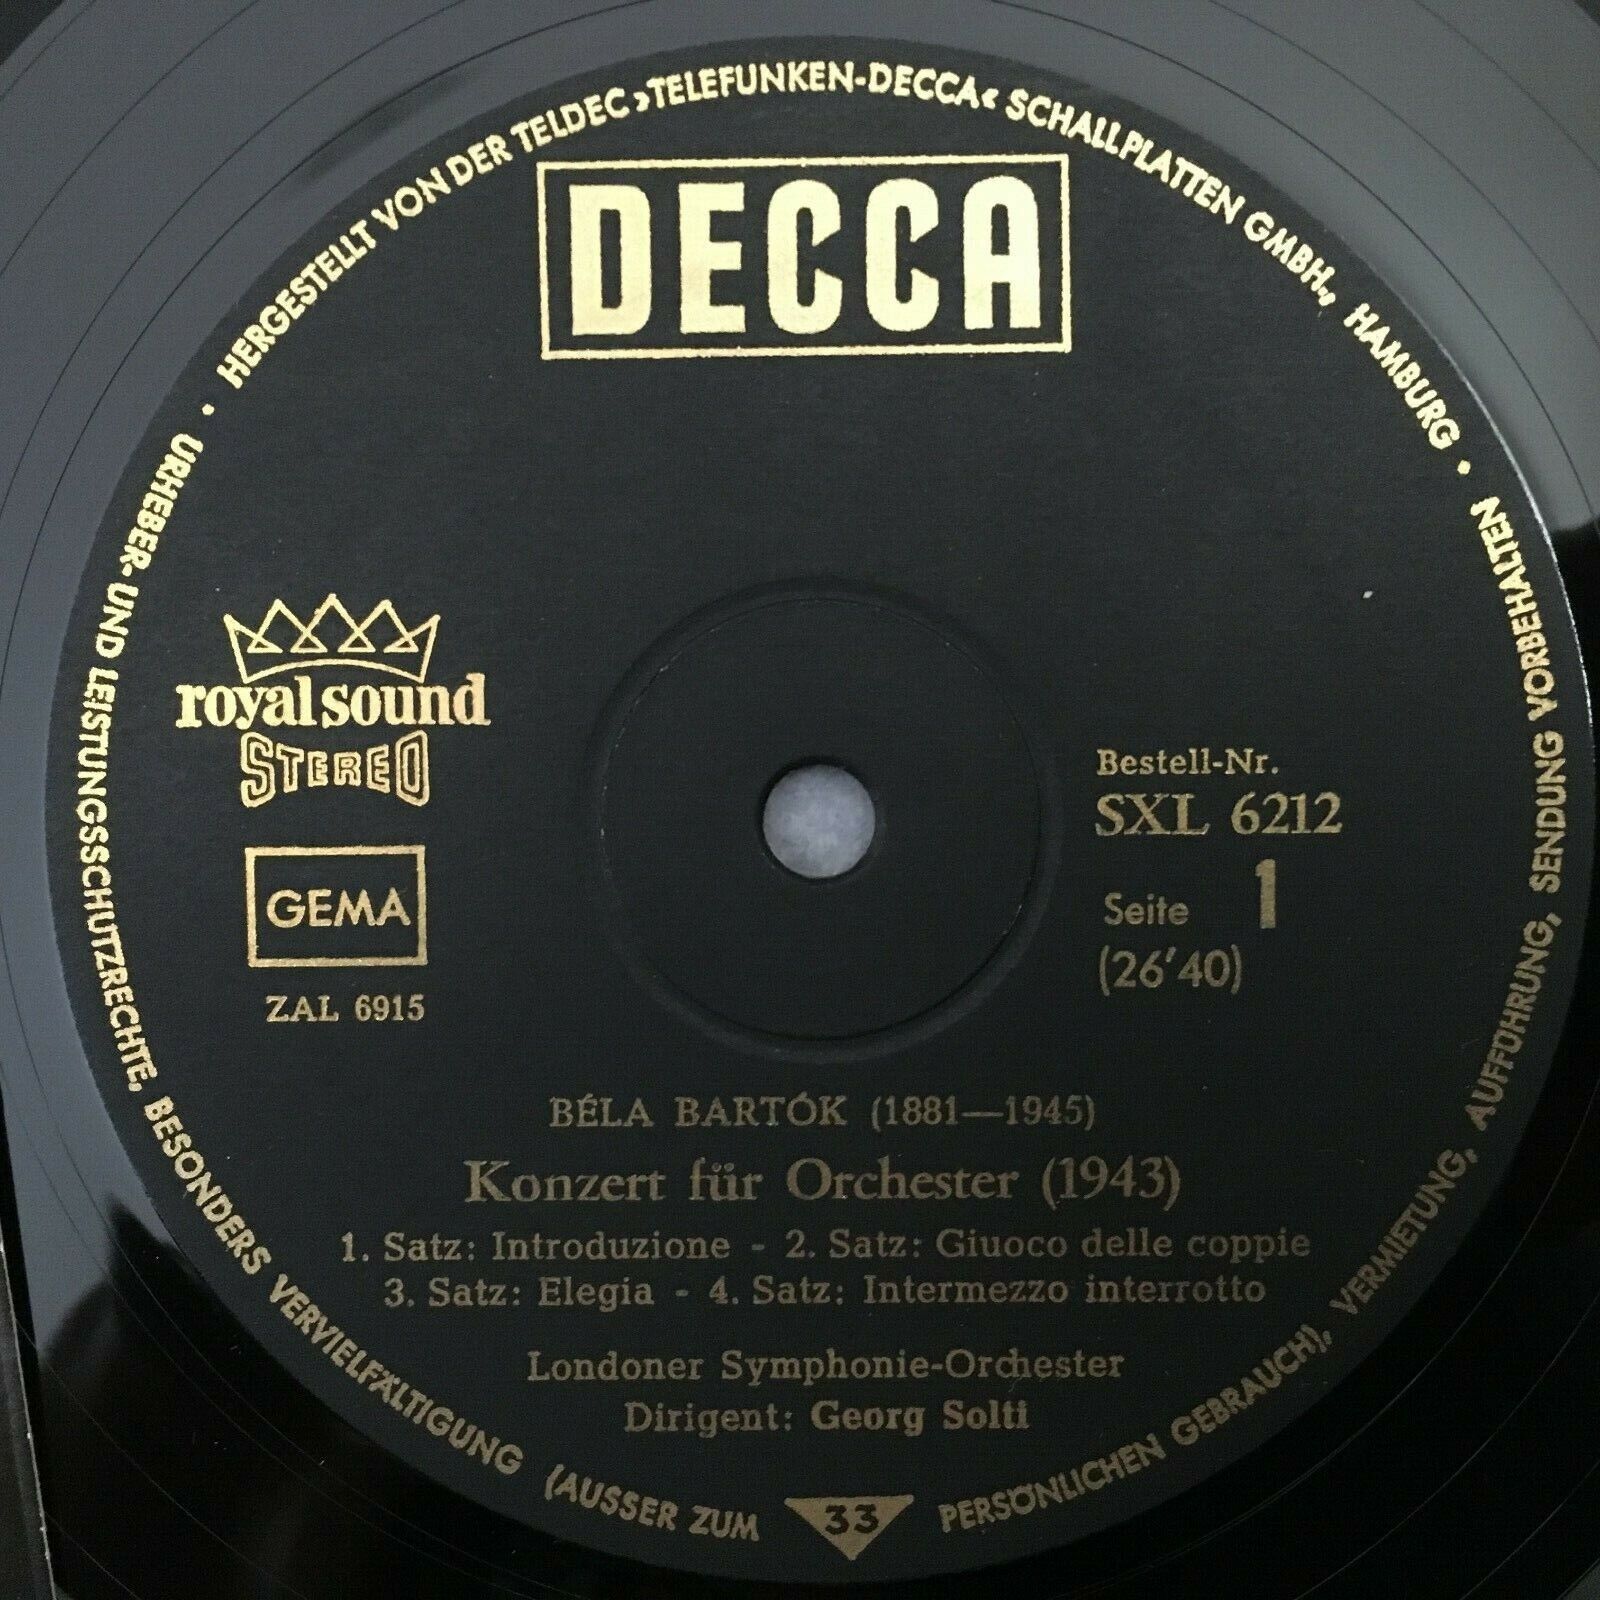 HERGESTELLT VON DER TELDEC ›TELEFUNKEN-DECCA‹ SCHALLPLATTEN GMBH., HAMBURG •
DECCA
royal sound
STEREO
GEMA
ZAL 6915
Bestell-Nr.
SXL 6212
Seite 1
(26'40)
BÉLA BARTÓK (1881—1945)
Konzert für Orchester (1943)
1. Satz: Introduzione - 2. Satz: Giuoco delle coppie
3. Satz: Elegia - 4. Satz: Intermezzo interrotto
Londoner Symphonie-Orchester
Dirigent: Georg Solti
33
URHEBER- UND LEISTUNGSSCHUTZRECHTE, BESONDERS VERVIELFÄLTIGUNG (AUSSER ZUM PERSÖNLICHEN GEBRAUCH), VERMIETUNG, AUFFÜHRUNG, SENDUNG VORBEHALTEN •